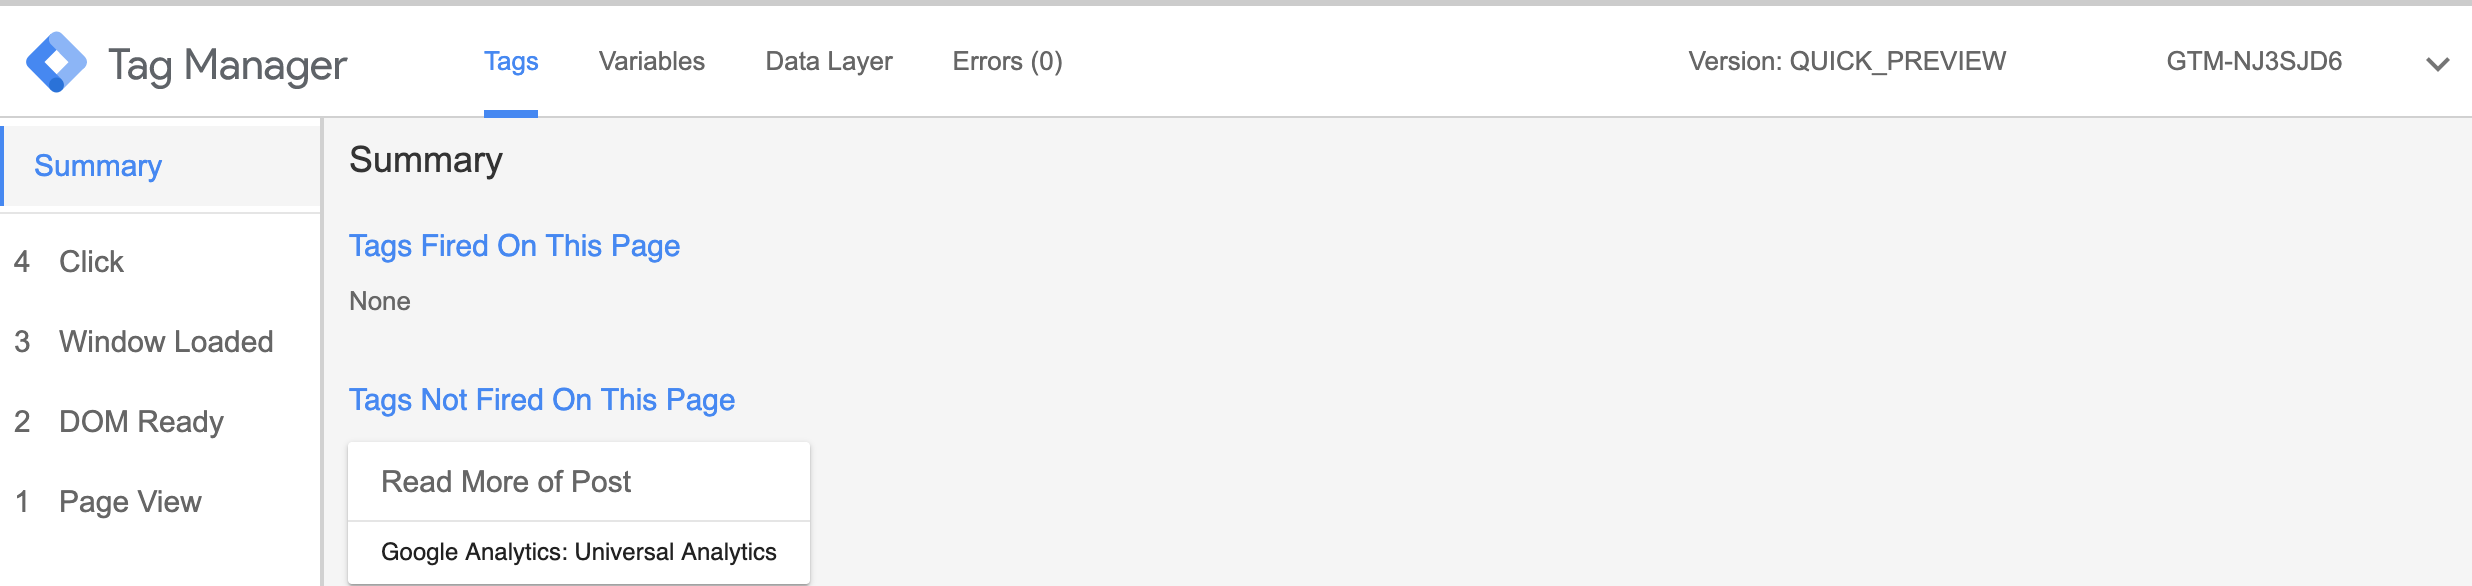 Tag Manager Tags Variables Data Layer Errors (0) Version: QUICK_PREVIEW GTM-NJ3SJD6
Summary
4 Click
3 Window Loaded
2 DOM Ready
1 Page View
Summary
Tags Fired On This Page
None
Tags Not Fired On This Page
Read More of Post
Google Analytics: Universal Analytics